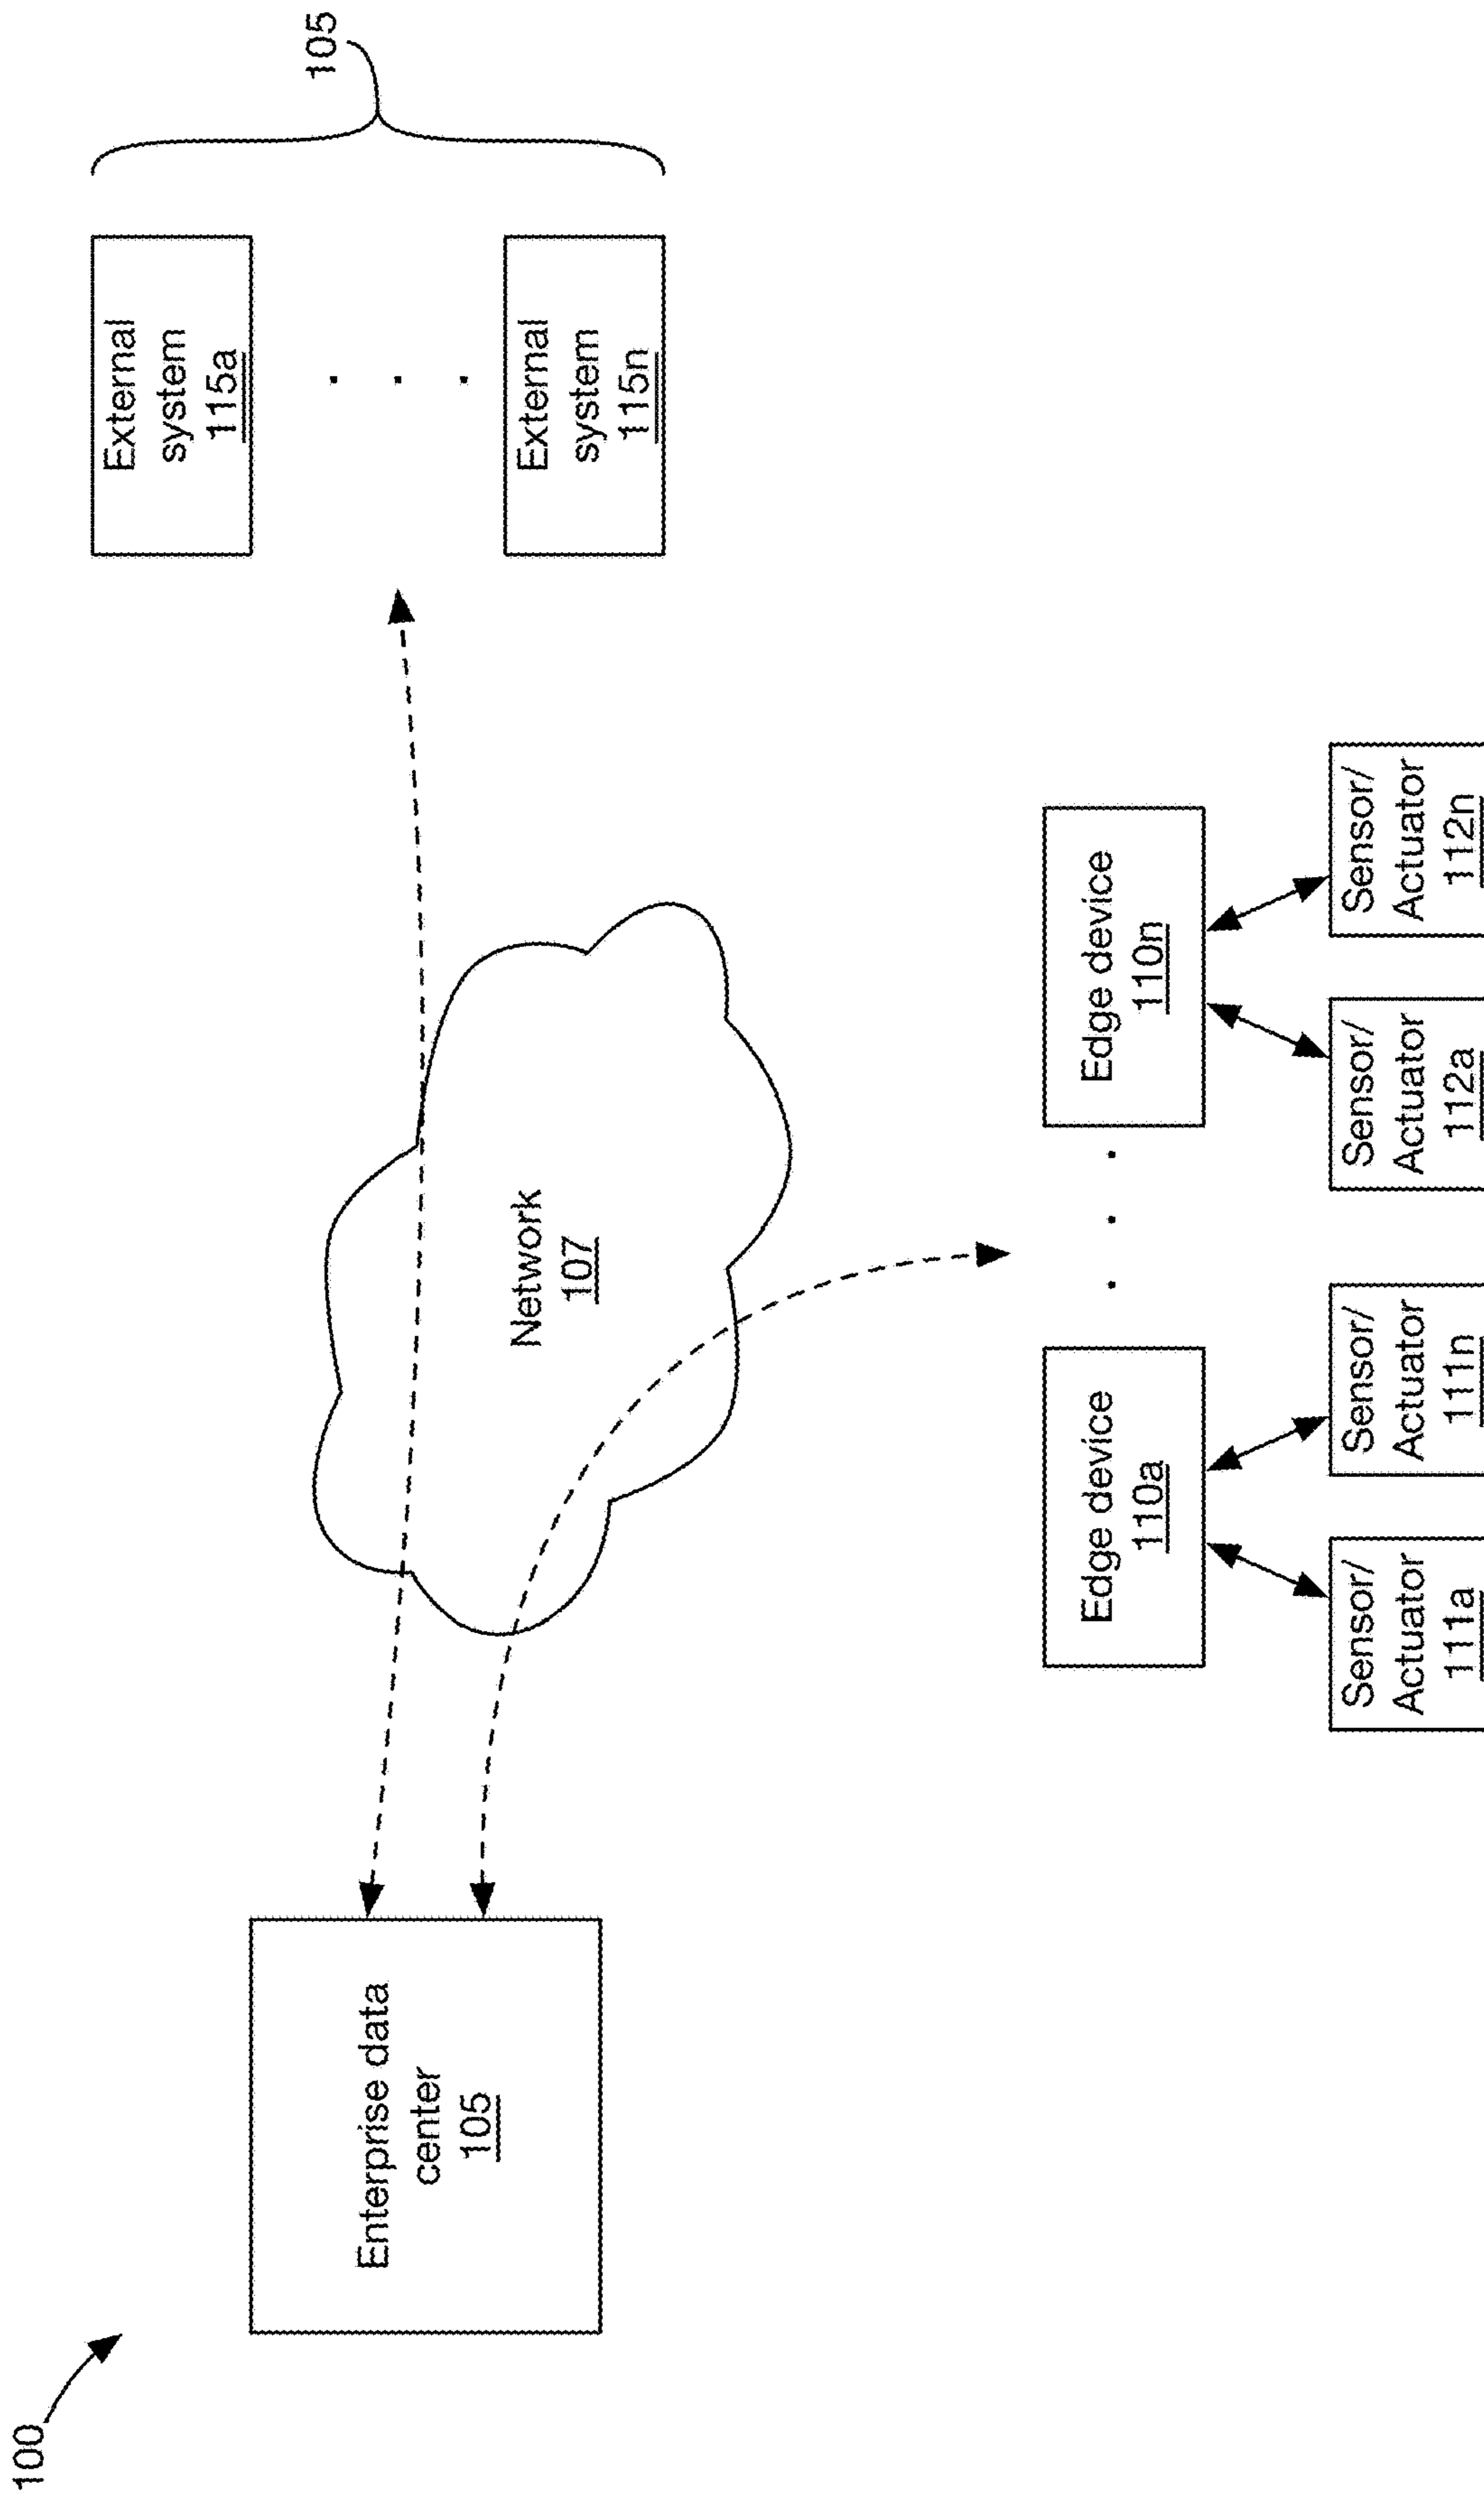 100
105
External
system
115a
External
system
115n
Enterprise data
center
105
Network
107
Edge device
110a
Edge device
110n
Sensor/
Actuator
111a
Sensor/
Actuator
111n
Sensor/
Actuator
112a
Sensor/
Actuator
112n